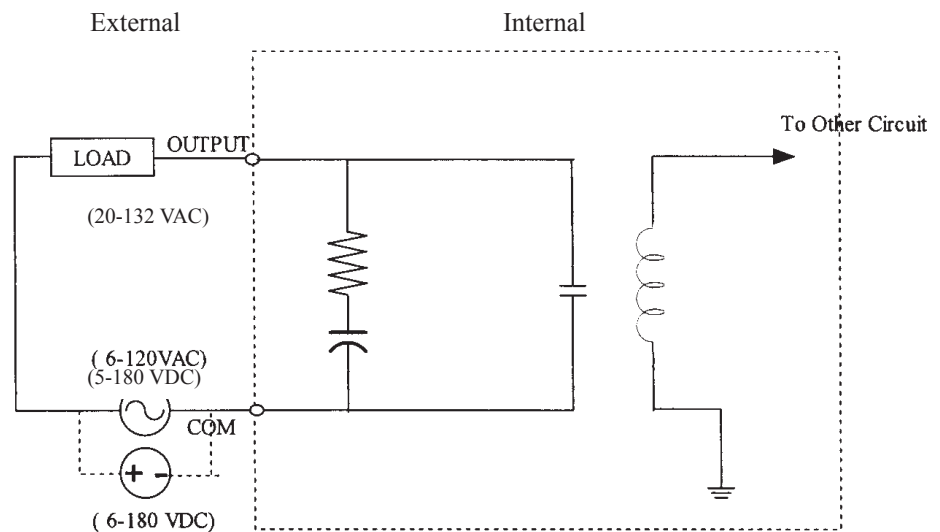 External
Internal
To Other Circuit
OUTPUT
LOAD
(20-132 VAC)
( 6-120VAC)
(5-180 VDC)
COM
+ -
( 6-180 VDC)